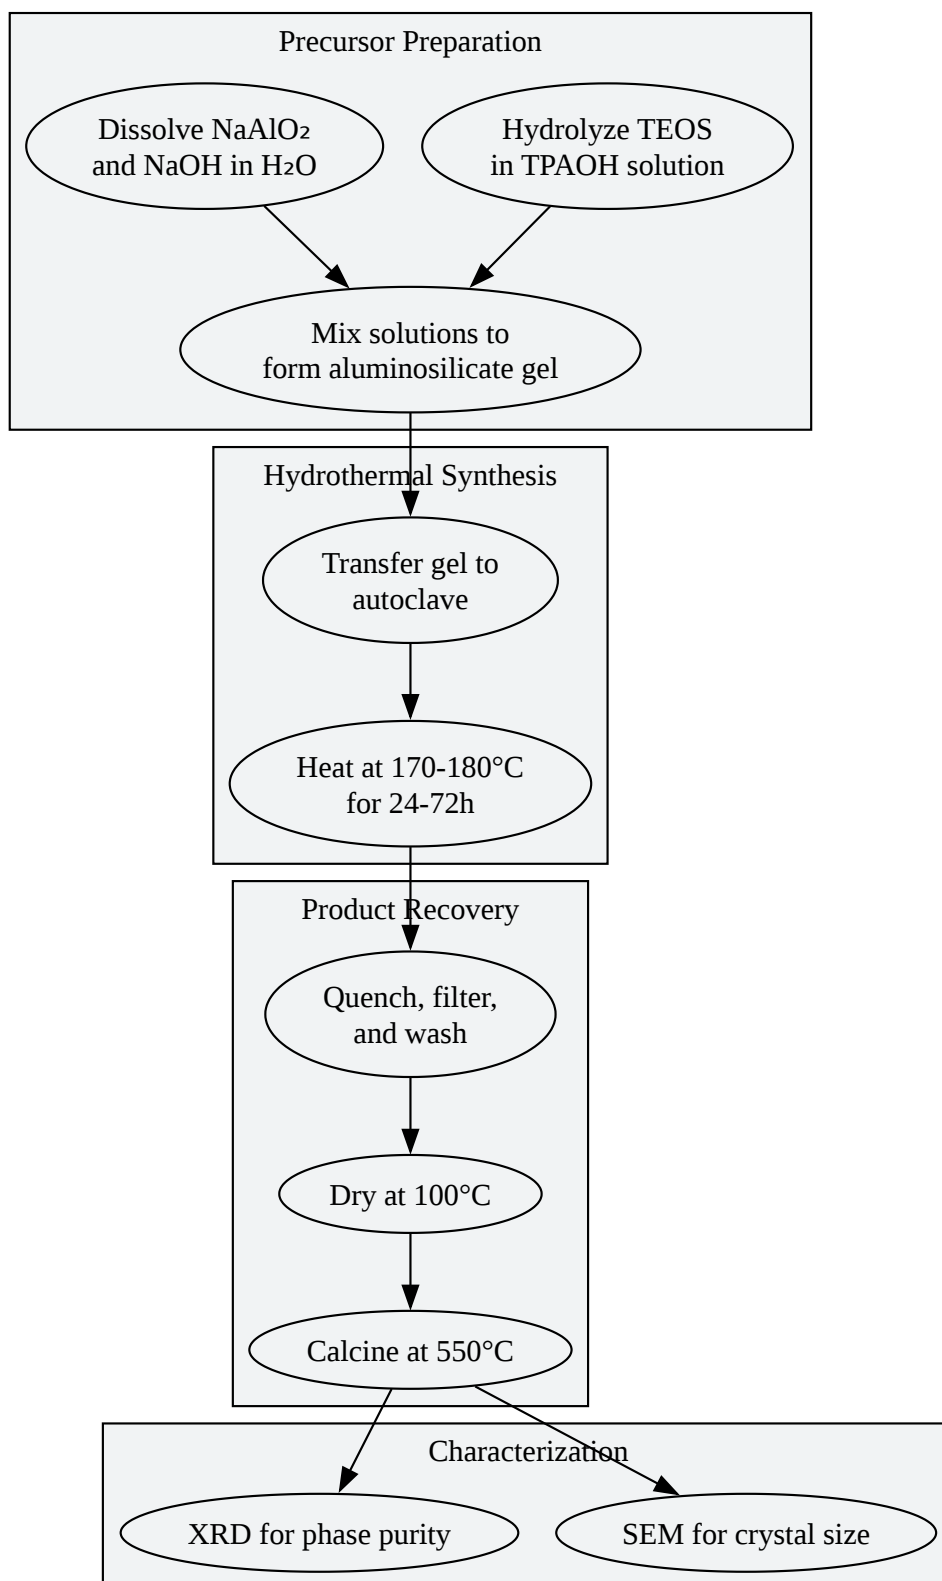 Precursor Preparation
Dissolve NaAlO₂
and NaOH in H₂O
Hydrolyze TEOS
in TPAOH solution
Mix solutions to
form aluminosilicate gel
Hydrothermal Synthesis
Transfer gel to
autoclave
Heat at 170-180°C
for 24-72h
Product Recovery
Quench, filter,
and wash
Dry at 100°C
Calcine at 550°C
Characterization
XRD for phase purity
SEM for crystal size